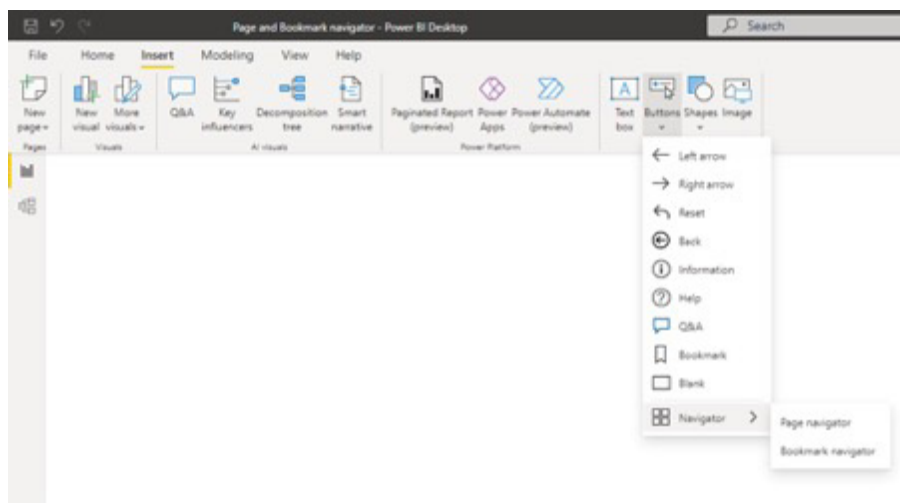 Page and Bookmark navigator - Power BI Desktop
Search
File Home Insert Modeling View Help
New page
New visual
More visuals
Q&A
Key influencers
Decomposition tree
Smart narrative
Paginated Report (preview)
Power Apps
Power Automate (preview)
Text box
Buttons
Shapes
Image
Pages
Visuals
AI visuals
Power Platform
Left arrow
Right arrow
Reset
Back
Information
Help
Q&A
Bookmark
Blank
Navigator
Page navigator
Bookmark navigator